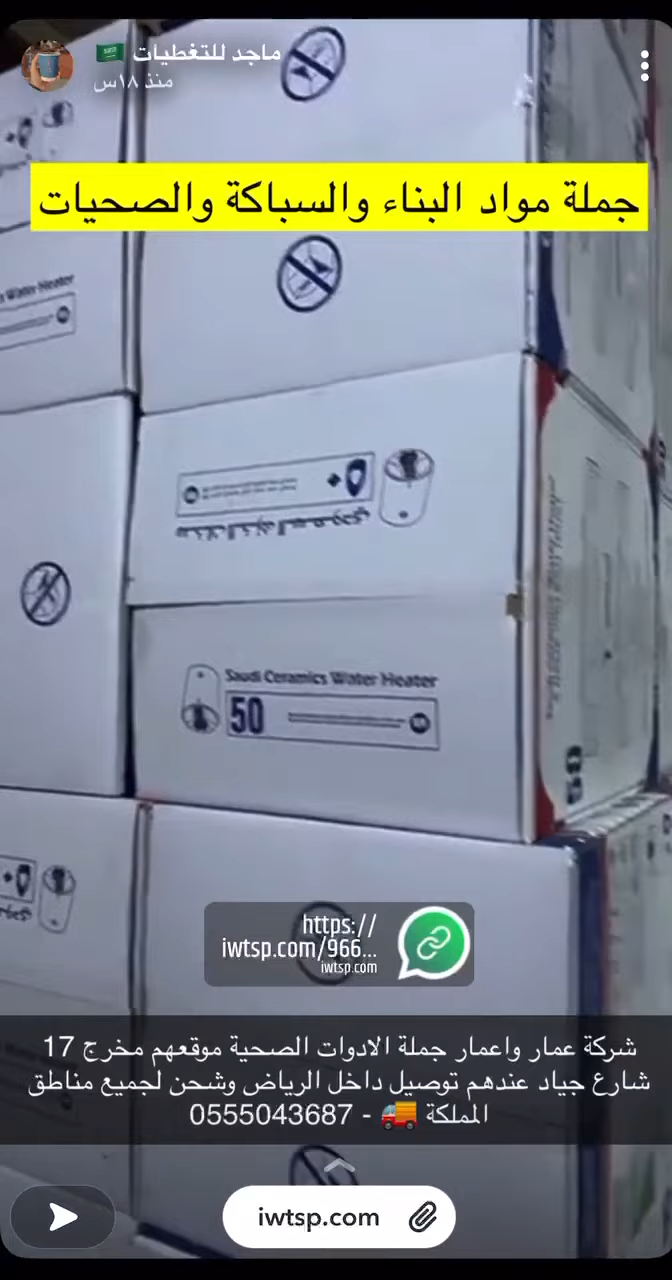 ماجد للتغطيات
منذ ١٨س
جملة مواد البناء والسباكة والصحيات
Water Heater
Saudi Ceramics Water Heater
50
https://
iwtsp.com/966...
iwtsp.com
شركة عمار واعمار جملة الادوات الصحية موقعهم مخرج 17
شارع جياد عندهم توصيل داخل الرياض وشحن لجميع مناطق
المملكة 🚚 - 0555043687
iwtsp.com